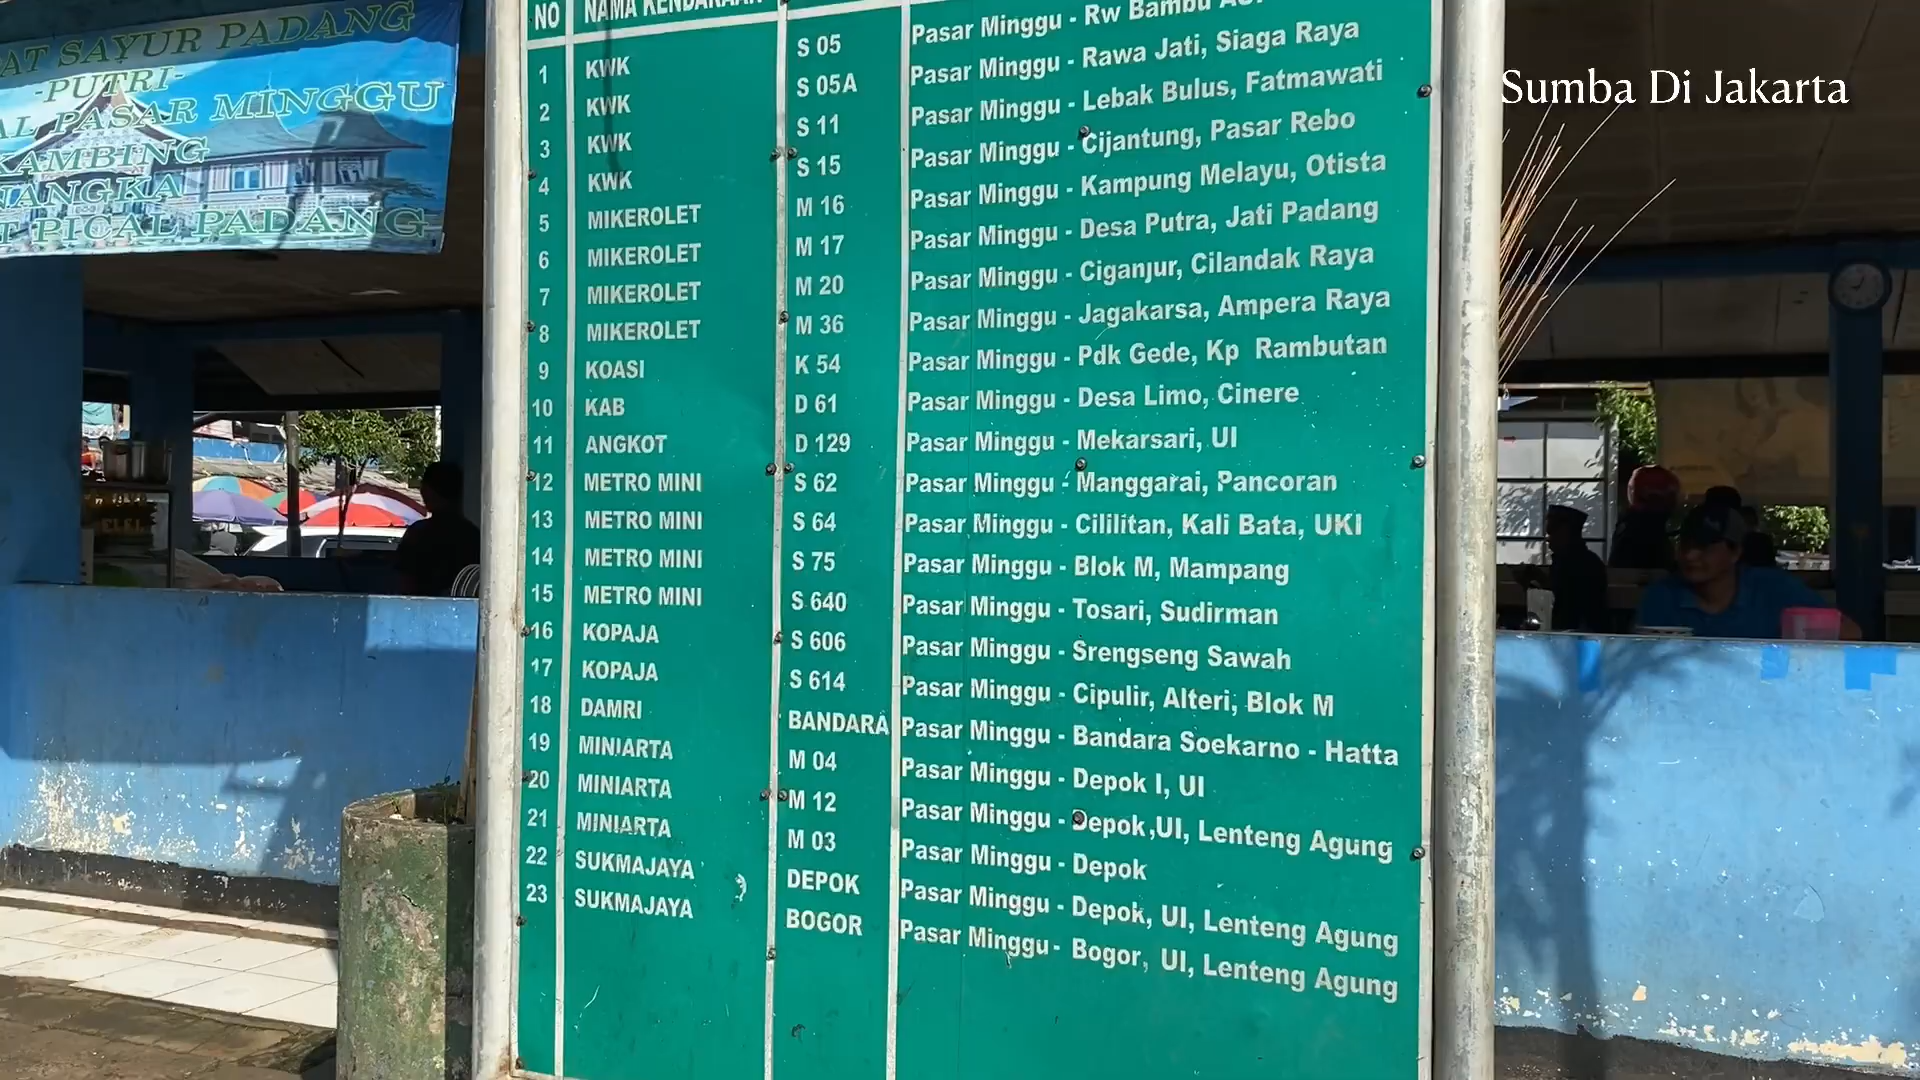 AT SAYUR PADANG
-PUTRI-
AL PASAR MINGGU
KAMBING
NANGKA
PICAL PADANG
Sumba Di Jakarta
NO NAMA KENDARAAN
1 KWK S 05 Pasar Minggu - Rw Bambu
2 KWK S 05A Pasar Minggu - Rawa Jati, Siaga Raya
3 KWK S 11 Pasar Minggu - Lebak Bulus, Fatmawati
4 KWK S 15 Pasar Minggu - Cijantung, Pasar Rebo
5 MIKEROLET M 16 Pasar Minggu - Kampung Melayu, Otista
6 MIKEROLET M 17 Pasar Minggu - Desa Putra, Jati Padang
7 MIKEROLET M 20 Pasar Minggu - Ciganjur, Cilandak Raya
8 MIKEROLET M 36 Pasar Minggu - Jagakarsa, Ampera Raya
9 KOASI K 54 Pasar Minggu - Pdk Gede, Kp Rambutan
10 KAB D 61 Pasar Minggu - Desa Limo, Cinere
11 ANGKOT D 129 Pasar Minggu - Mekarsari, UI
12 METRO MINI S 62 Pasar Minggu - Manggarai, Pancoran
13 METRO MINI S 64 Pasar Minggu - Cililitan, Kali Bata, UKI
14 METRO MINI S 75 Pasar Minggu - Blok M, Mampang
15 METRO MINI S 640 Pasar Minggu - Tosari, Sudirman
16 KOPAJA S 606 Pasar Minggu - Srengseng Sawah
17 KOPAJA S 614 Pasar Minggu - Cipulir, Alteri, Blok M
18 DAMRI BANDARA Pasar Minggu - Bandara Soekarno - Hatta
19 MINIARTA M 04 Pasar Minggu - Depok I, UI
20 MINIARTA M 12 Pasar Minggu - Depok,UI, Lenteng Agung
21 MINIARTA M 03 Pasar Minggu - Depok
22 SUKMAJAYA DEPOK Pasar Minggu - Depok, UI, Lenteng Agung
23 SUKMAJAYA BOGOR Pasar Minggu- Bogor, UI, Lenteng Agung